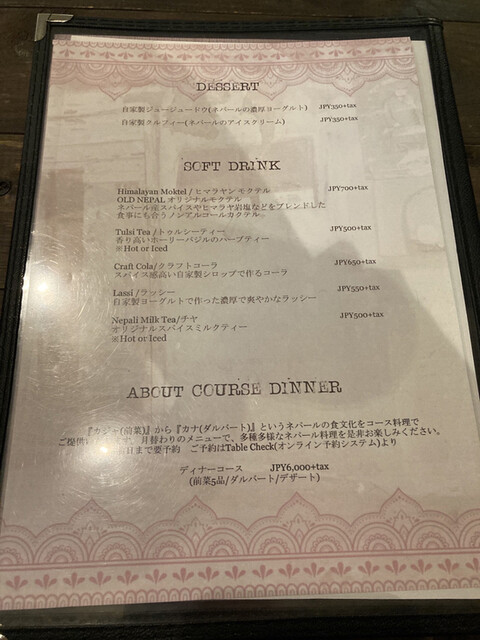 DESSERT
自家製ジュージュードゥ(ネパールの濃厚ヨーグルト) JPY350+tax
自家製クルフィー(ネパールのアイスクリーム) JPY350+tax
SOFT DRINK
Himalayan Moktel / ヒマラヤン モクテル JPY700+tax
OLD NEPAL オリジナルモクテル
ネパール産スパイスやヒマラヤ岩塩などをブレンドした
食事にも合うノンアルコールカクテル。
Tulsi Tea /トゥルシーティー JPY500+tax
香り高いホーリーバジルのハーブティー
※Hot or Iced
Craft Cola/クラフトコーラ JPY650+tax
スパイス感高い自家製シロップで作るコーラ
Lassi /ラッシー JPY550+tax
自家製ヨーグルトで作った濃厚で爽やかなラッシー
Nepali Milk Tea/チヤ JPY500+tax
オリジナルスパイスミルクティー
※Hot or Iced
ABOUT COURSE DINNER
『カジャ(前菜)』から『カナ(ダルバート)』というネパールの食文化をコース料理で
ご提供い ます。月替わりのメニューで、多種多様なネパール料理を是非お楽しみください。
日まで要予約 ご予約はTable Check(オンライン予約システム)より
ディナーコース JPY6,000+tax
(前菜5品/ダルバート/デザート)